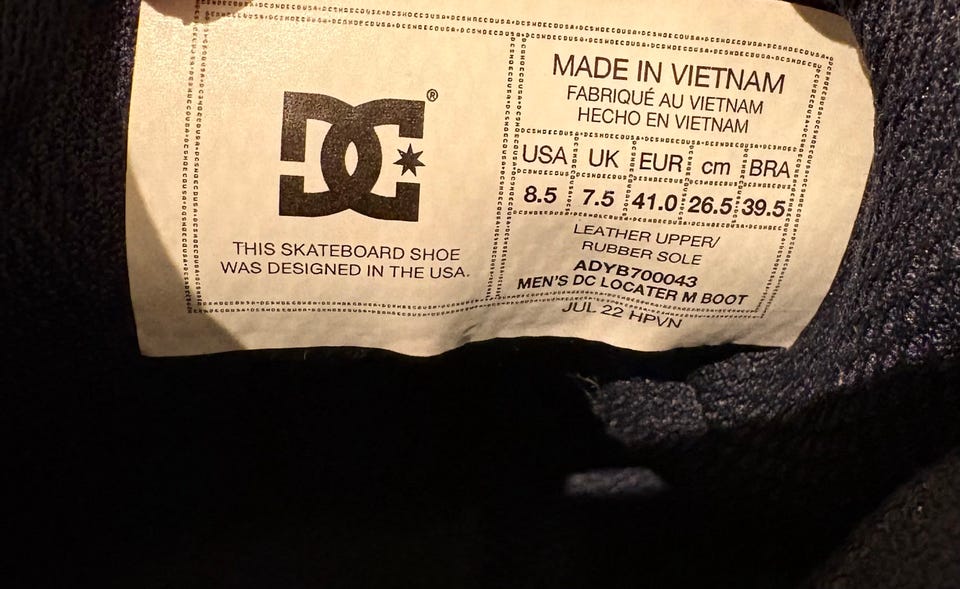 DC®
THIS SKATEBOARD SHOE
WAS DESIGNED IN THE USA.
MADE IN VIETNAM
FABRIQUÉ AU VIETNAM
HECHO EN VIETNAM
USA UK EUR cm BRA
8.5 7.5 41.0 26.5 39.5
LEATHER UPPER/
RUBBER SOLE
ADYB700043
MEN'S DC LOCATER M BOOT
JUL 22 HPVN